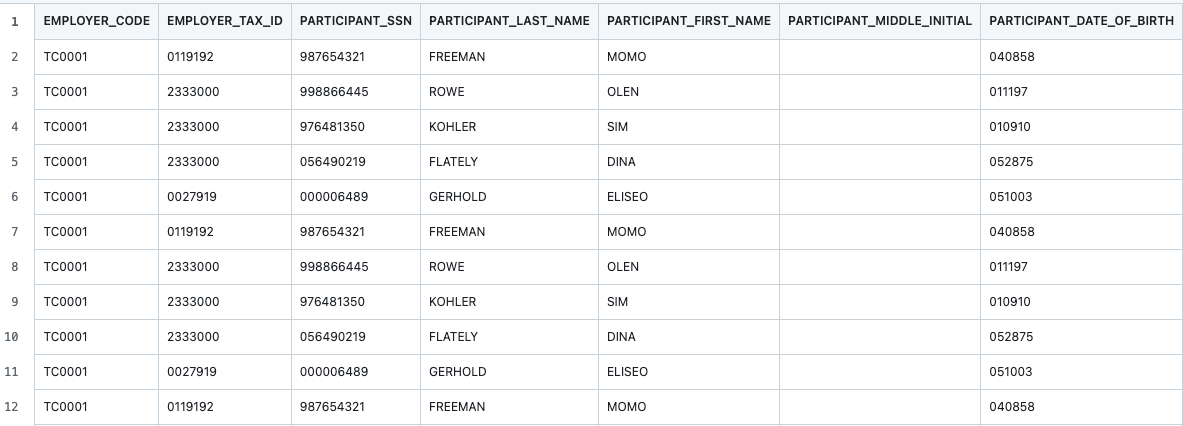 1 EMPLOYER_CODE EMPLOYER_TAX_ID PARTICIPANT_SSN PARTICIPANT_LAST_NAME PARTICIPANT_FIRST_NAME PARTICIPANT_MIDDLE_INITIAL PARTICIPANT_DATE_OF_BIRTH
2 TC0001 0119192 987654321 FREEMAN MOMO 040858
3 TC0001 2333000 998866445 ROWE OLEN 011197
4 TC0001 2333000 976481350 KOHLER SIM 010910
5 TC0001 2333000 056490219 FLATELY DINA 052875
6 TC0001 0027919 000006489 GERHOLD ELISEO 051003
7 TC0001 0119192 987654321 FREEMAN MOMO 040858
8 TC0001 2333000 998866445 ROWE OLEN 011197
9 TC0001 2333000 976481350 KOHLER SIM 010910
10 TC0001 2333000 056490219 FLATELY DINA 052875
11 TC0001 0027919 000006489 GERHOLD ELISEO 051003
12 TC0001 0119192 987654321 FREEMAN MOMO 040858